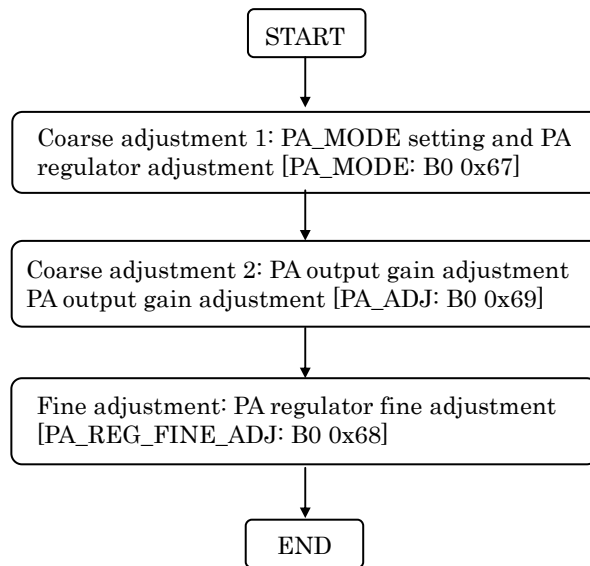 START
Coarse adjustment 1: PA_MODE setting and PA
regulator adjustment [PA_MODE: B0 0x67]
Coarse adjustment 2: PA output gain adjustment
PA output gain adjustment [PA_ADJ: B0 0x69]
Fine adjustment: PA regulator fine adjustment
[PA_REG_FINE_ADJ: B0 0x68]
END